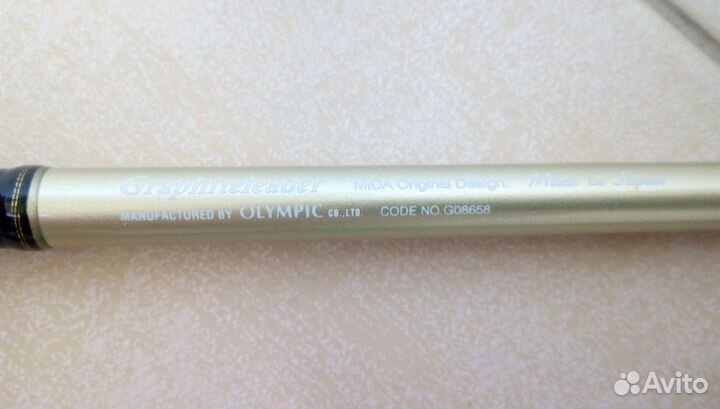 Graphiteleader MIDA Original Design. Made in Japan
MANUFACTURED BY OLYMPIC CO.,LTD. CODE NO.G08658
Avito